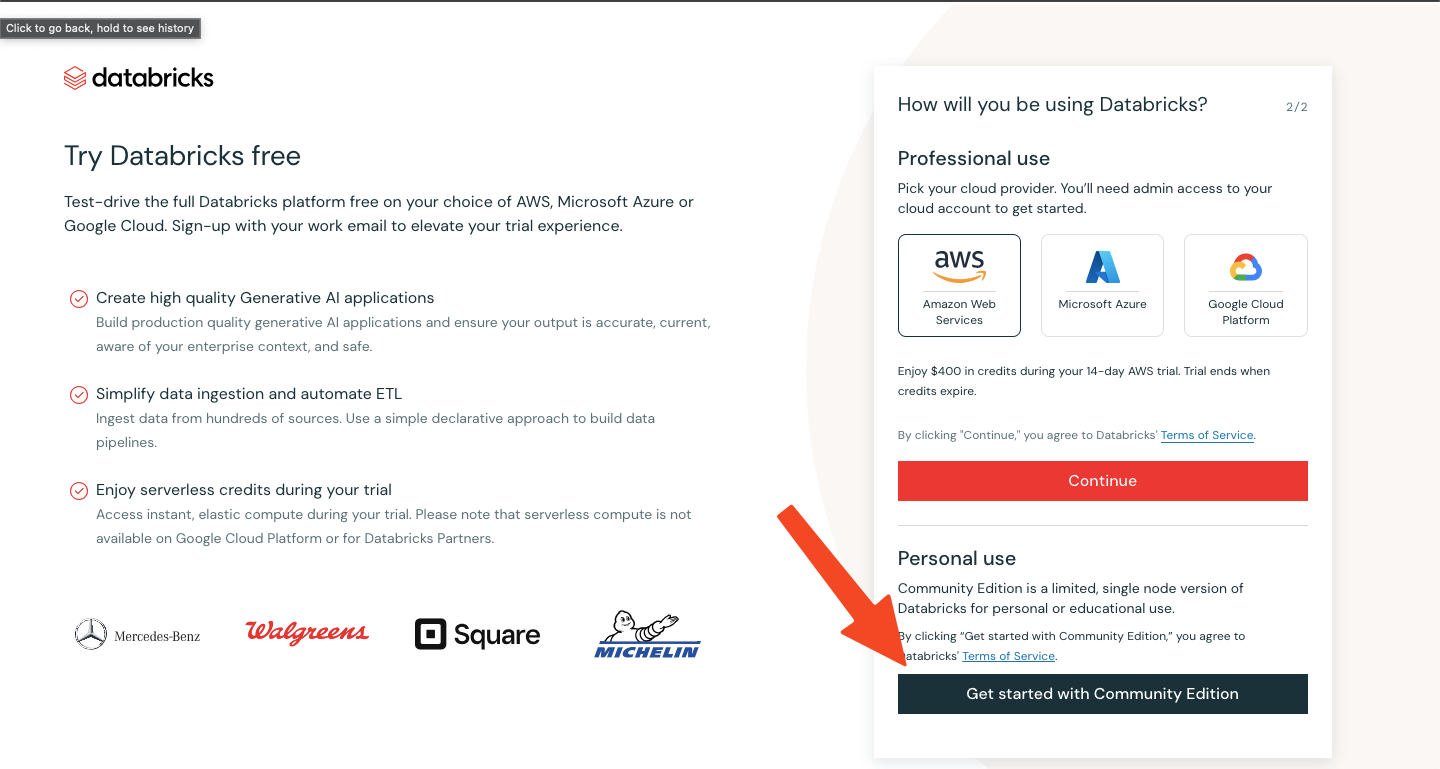 Click to go back, hold to see history
databricks
Try Databricks free
Test-drive the full Databricks platform free on your choice of AWS, Microsoft Azure or
Google Cloud. Sign-up with your work email to elevate your trial experience.
Create high quality Generative AI applications
Build production quality generative AI applications and ensure your output is accurate, current,
aware of your enterprise context, and safe.
Simplify data ingestion and automate ETL
Ingest data from hundreds of sources. Use a simple declarative approach to build data
pipelines.
Enjoy serverless credits during your trial
Access instant, elastic compute during your trial. Please note that serverless compute is not
available on Google Cloud Platform or for Databricks Partners.
Mercedes-Benz
Walgreens
Square
MICHELIN
How will you be using Databricks? 2/2
Professional use
Pick your cloud provider. You’ll need admin access to your
cloud account to get started.
aws
Amazon Web
Services
Microsoft Azure
Google Cloud
Platform
Enjoy $400 in credits during your 14-day AWS trial. Trial ends when
credits expire.
By clicking "Continue," you agree to Databricks' Terms of Service.
Continue
Personal use
Community Edition is a limited, single node version of
Databricks for personal or educational use.
By clicking “Get started with Community Edition,” you agree to
Databricks' Terms of Service.
Get started with Community Edition